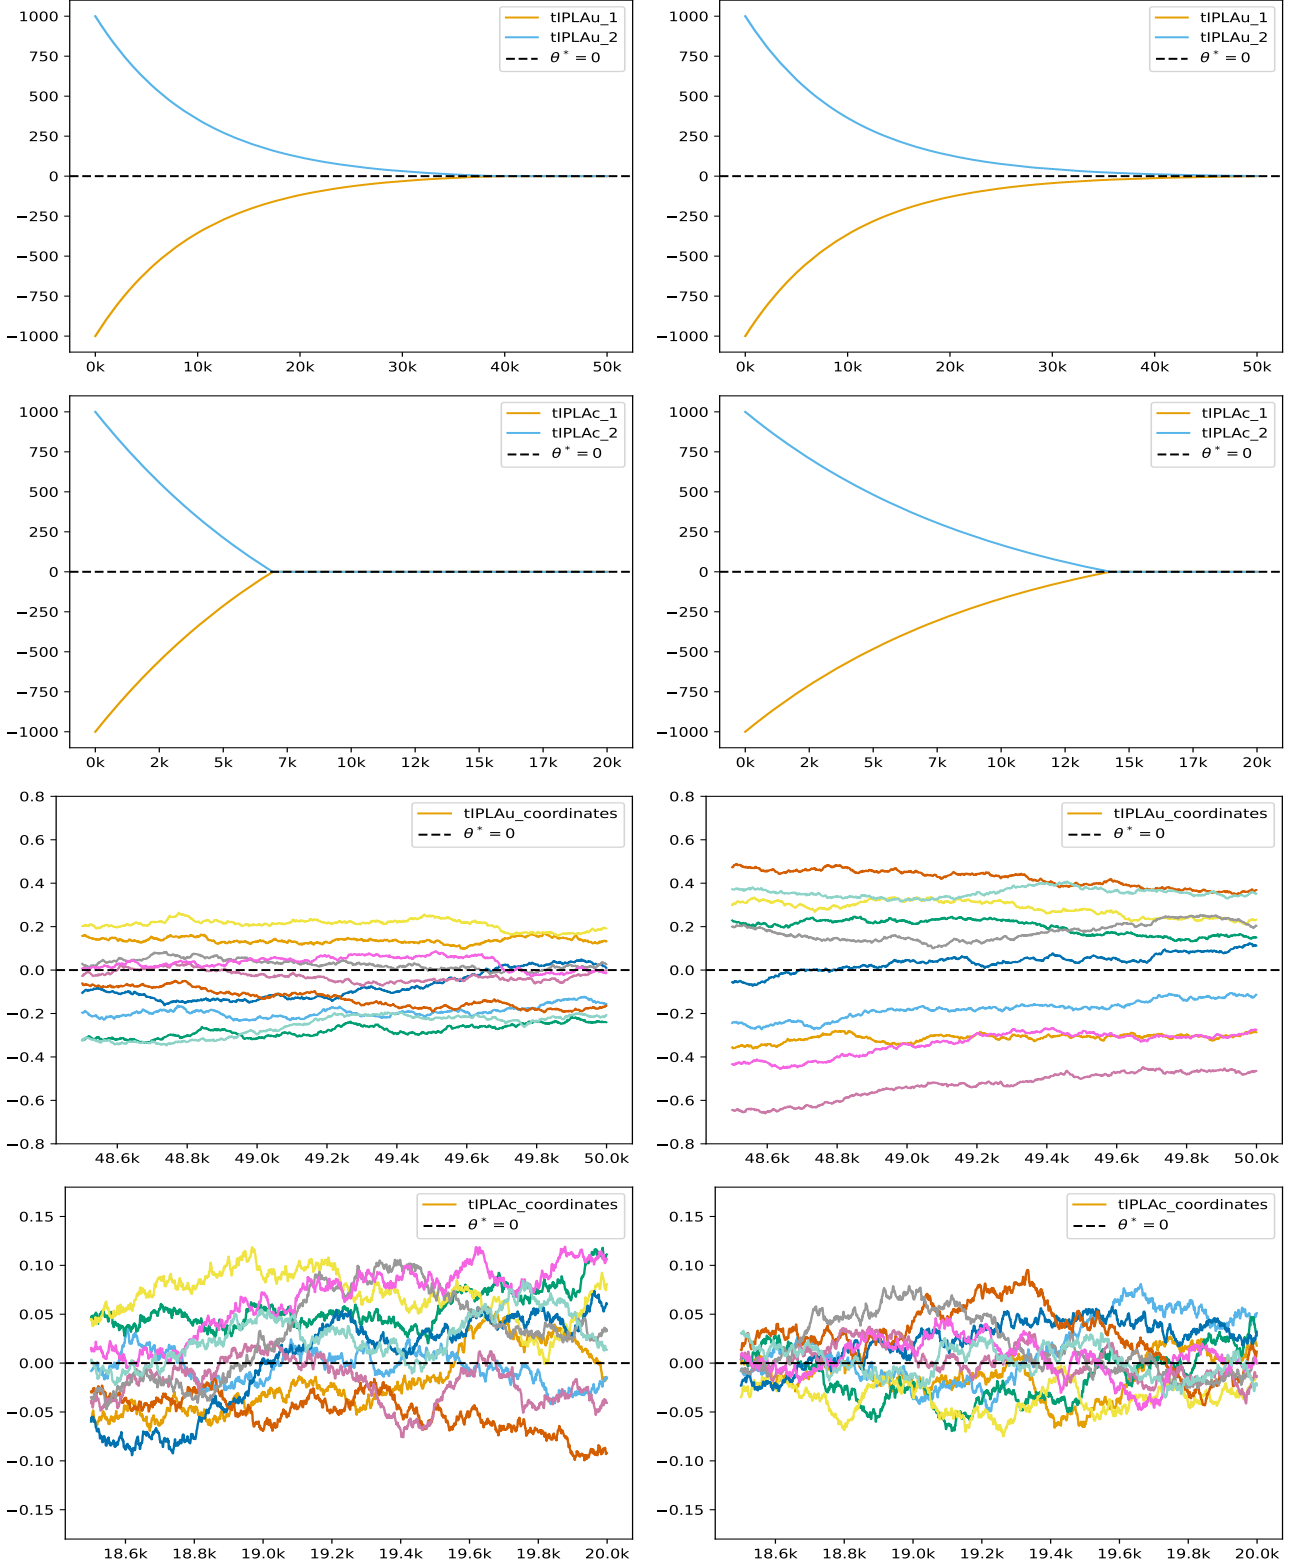 1000
750
500
250
0
−250
−500
−750
−1000
0k 10k 20k 30k 40k 50k
tIPLAu_1
tIPLAu_2
θ* = 0
1000
750
500
250
0
−250
−500
−750
−1000
0k 10k 20k 30k 40k 50k
tIPLAu_1
tIPLAu_2
θ* = 0
1000
750
500
250
0
−250
−500
−750
−1000
0k 2k 5k 7k 10k 12k 15k 17k 20k
tIPLAc_1
tIPLAc_2
θ* = 0
1000
750
500
250
0
−250
−500
−750
−1000
0k 2k 5k 7k 10k 12k 15k 17k 20k
tIPLAc_1
tIPLAc_2
θ* = 0
0.8
0.6
0.4
0.2
0.0
−0.2
−0.4
−0.6
−0.8
48.6k 48.8k 49.0k 49.2k 49.4k 49.6k 49.8k 50.0k
tIPLAu_coordinates
θ* = 0
0.8
0.6
0.4
0.2
0.0
−0.2
−0.4
−0.6
−0.8
48.6k 48.8k 49.0k 49.2k 49.4k 49.6k 49.8k 50.0k
tIPLAu_coordinates
θ* = 0
0.15
0.10
0.05
0.00
−0.05
−0.10
−0.15
18.6k 18.8k 19.0k 19.2k 19.4k 19.6k 19.8k 20.0k
tIPLAc_coordinates
θ* = 0
0.15
0.10
0.05
0.00
−0.05
−0.10
−0.15
18.6k 18.8k 19.0k 19.2k 19.4k 19.6k 19.8k 20.0k
tIPLAc_coordinates
θ* = 0